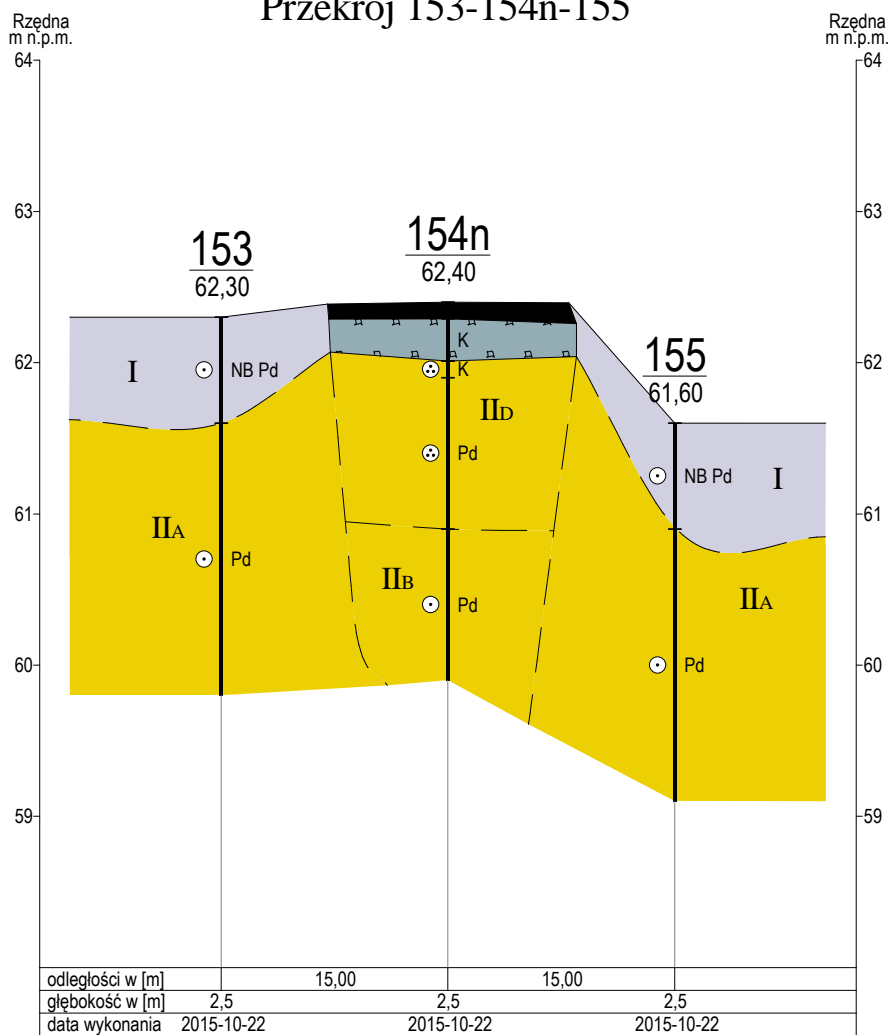 Przekrój 153-154n-155
Rzędna
m n.p.m.
Rzędna
m n.p.m.
64
64
63
63
153
62,30
154n
62,40
155
61,60
62
62
I
NB Pd
K
K
IID
Pd
NB Pd
I
61
61
IIA
Pd
IIB
Pd
IIA
Pd
60
60
59
59
odległości w [m] 15,00 15,00
głębokość w [m] 2,5 2,5 2,5
data wykonania 2015-10-22 2015-10-22 2015-10-22